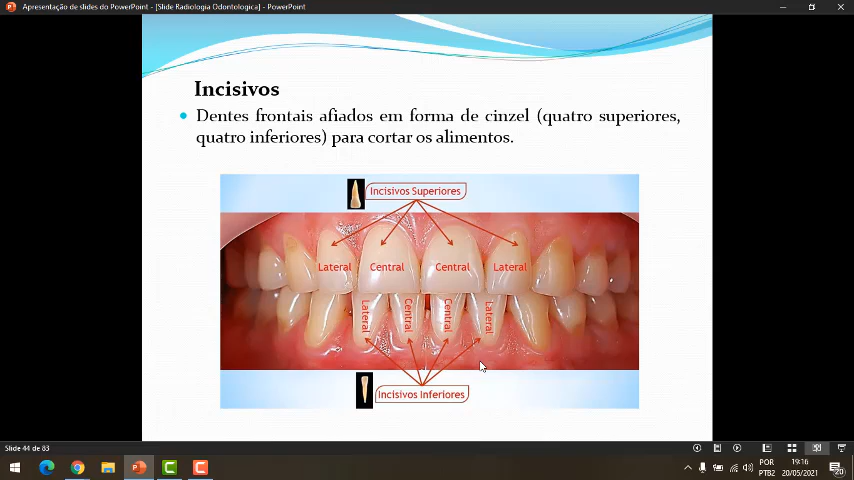 Apresentação de slides do PowerPoint - [Slide Radiologia Odontologica] - PowerPoint
Incisivos
Dentes frontais afiados em forma de cinzel (quatro superiores,
quatro inferiores) para cortar os alimentos.
Incisivos Superiores
Lateral Central Central Lateral
Lateral Central Central Lateral
Incisivos Inferiores
Slide 44 de 83
POR 19:16
PTB2 20/05/2021
20